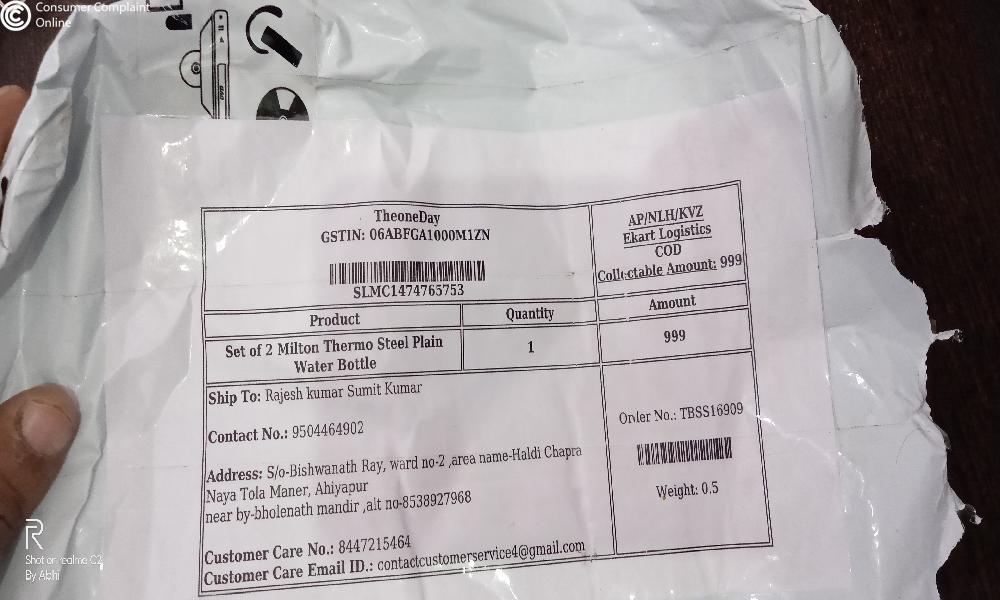 Consumer Complaint
Online
TheoneDay
GSTIN: 06ABFGA1000M1ZN
SLMC1474765753
AP/NLH/KVZ
Ekart Logistics
COD
Collectable Amount: 999
Product
Quantity
Amount
Set of 2 Milton Thermo Steel Plain
Water Bottle
1
999
Ship To: Rajesh kumar Sumit Kumar
Contact No.: 9504464902
Address: S/o-Bishwanath Ray, ward no-2 ,area name-Haldi Chapra
Naya Tola Maner, Ahiyapur
near by-bholenath mandir ,alt no-8538927968
Customer Care No.: 8447215464
Customer Care Email ID.: contactcustomerservice4@gmail.com
Order No.: TBSS16909
Weight: 0.5
R
Shot on realme C2
By Abhi